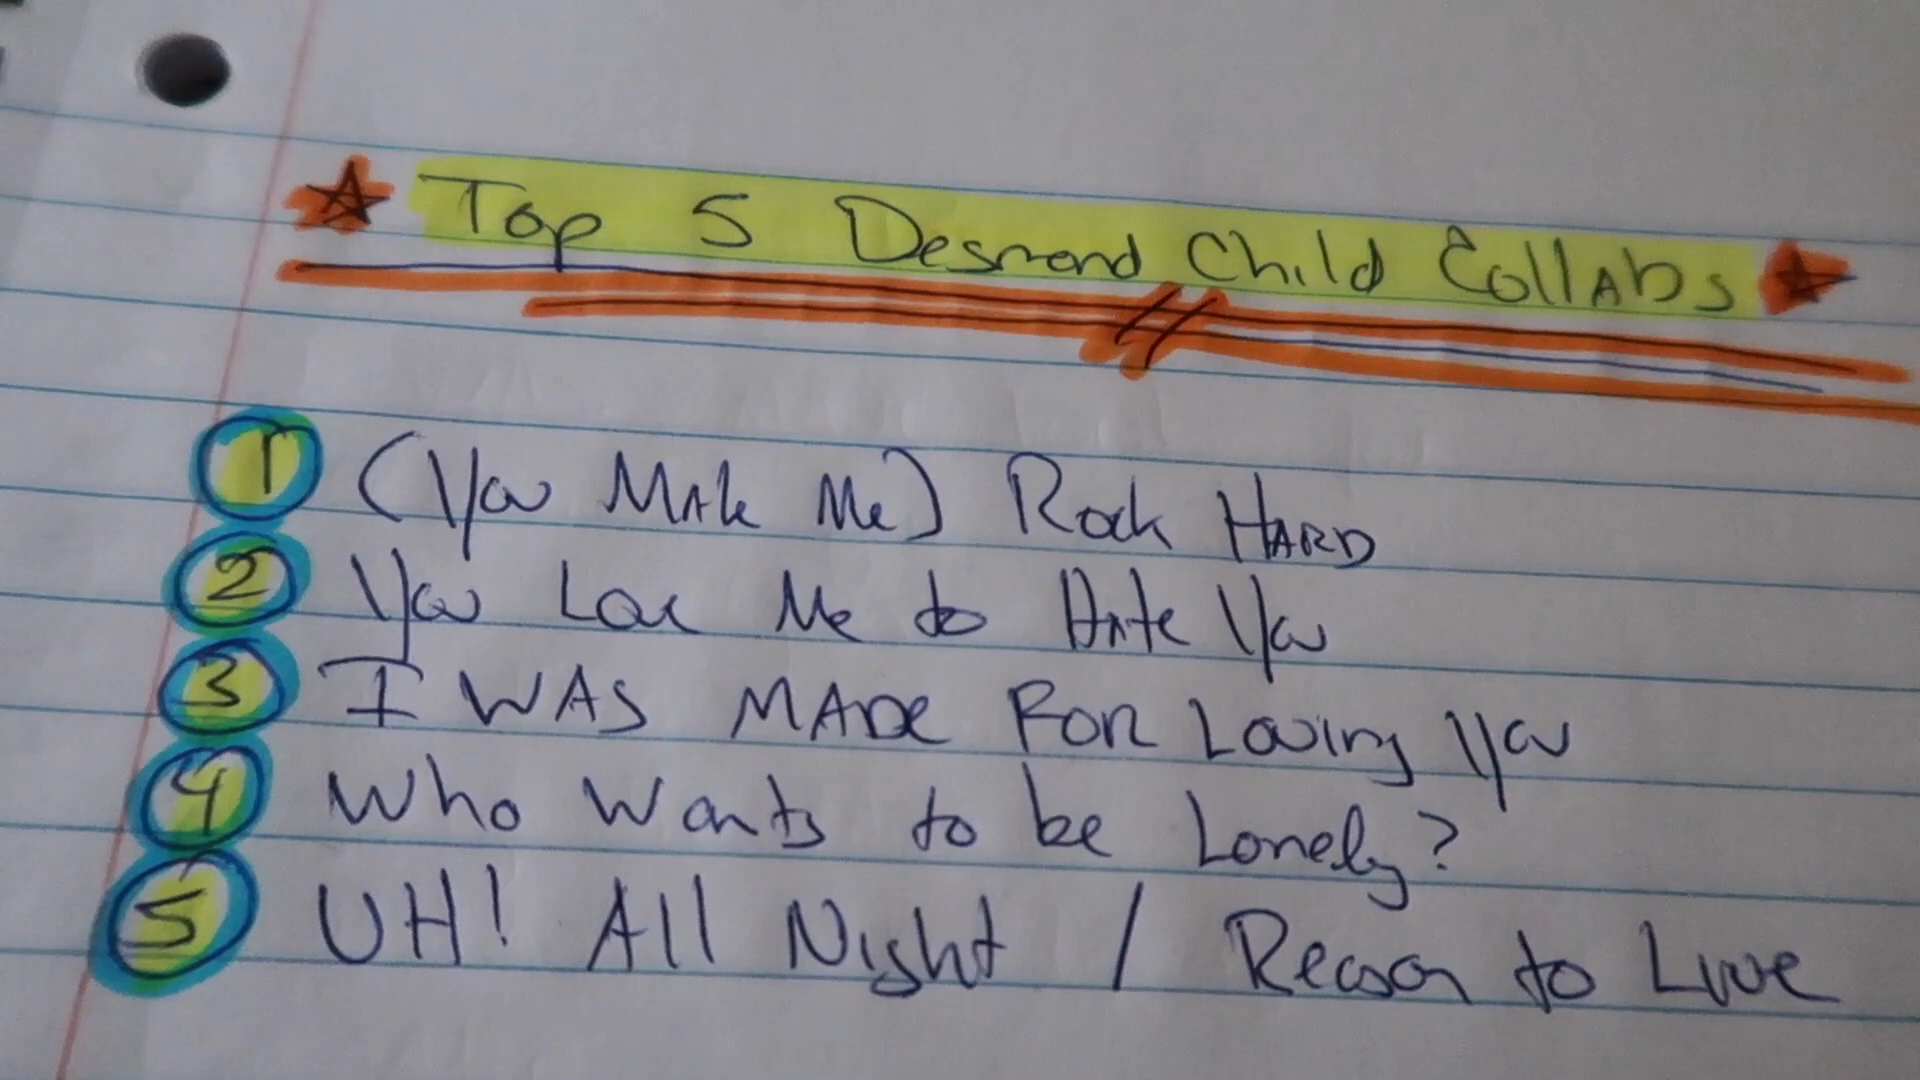 Top 5 Desmond Child Collabs
1 (You Make Me) Rock HARD
2 You Love Me to Hate You
3 I WAS MADE FOR Loving You
4 Who Wants to be Lonely?
5 UH! All Night / Reason to Live